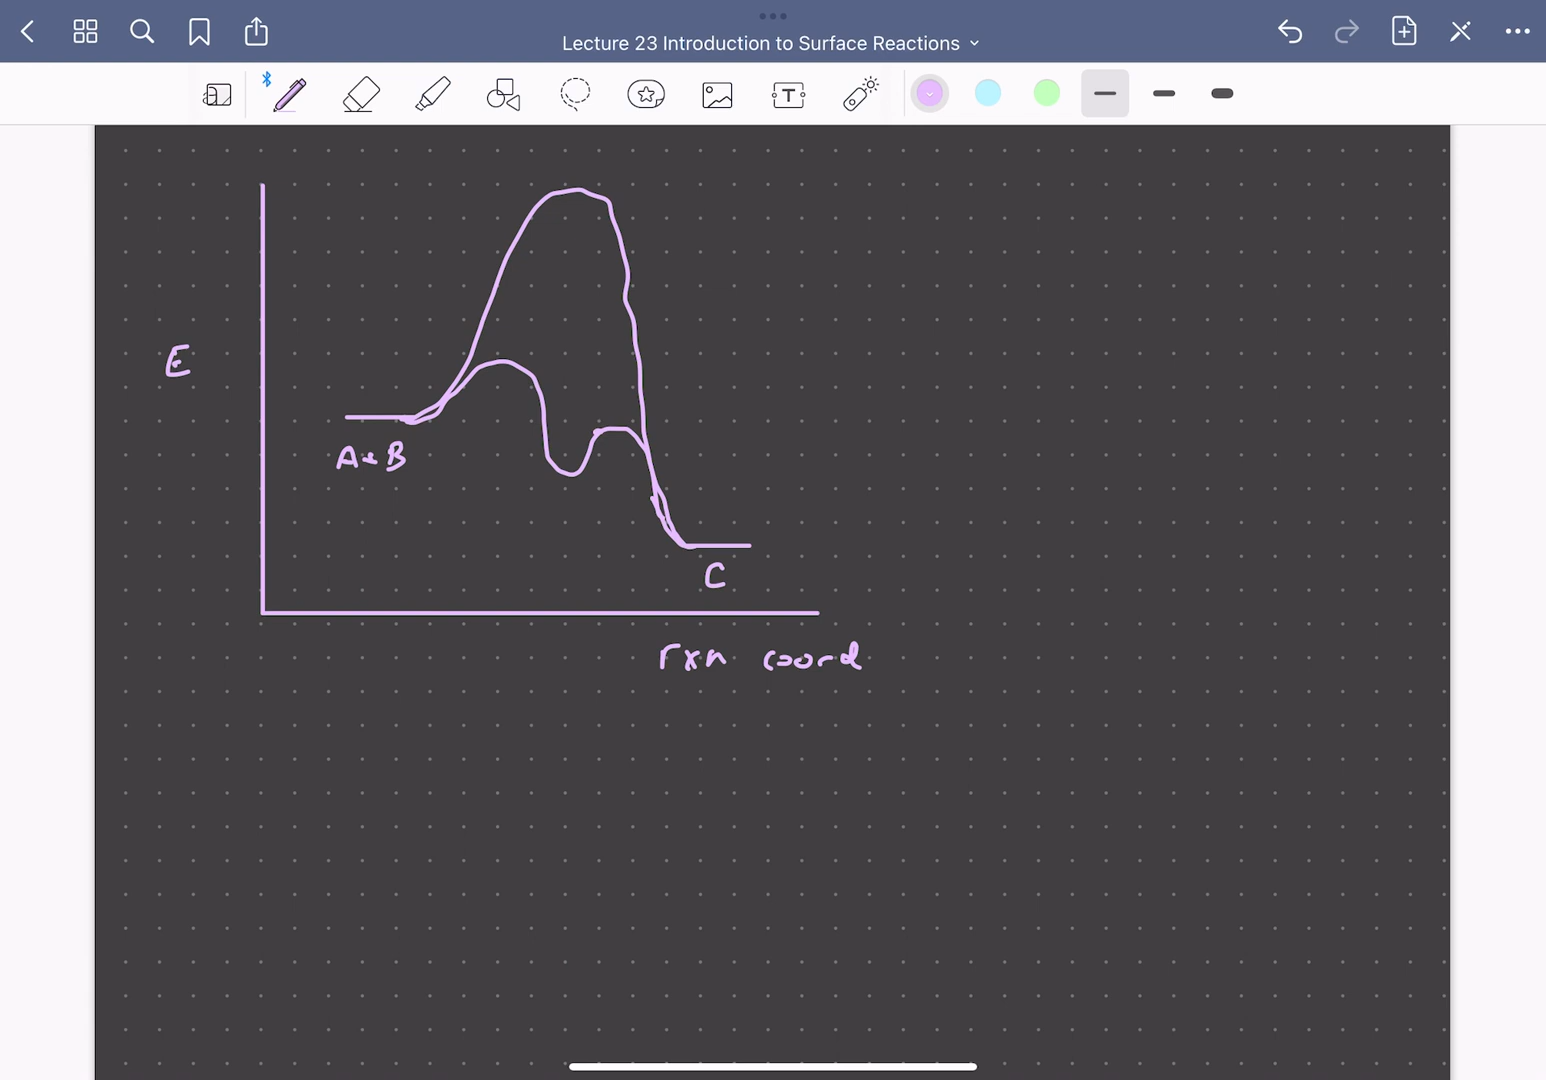 Lecture 23 Introduction to Surface Reactions
T
E
A+B
C
rxn coord